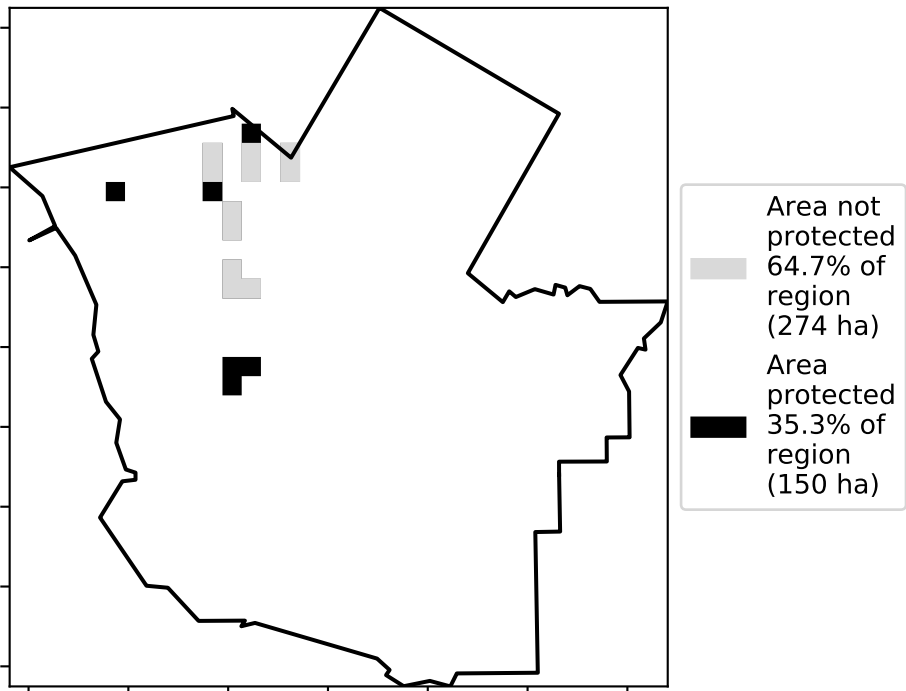 Area not
protected
64.7% of
region
(274 ha)
Area
protected
35.3% of
region
(150 ha)